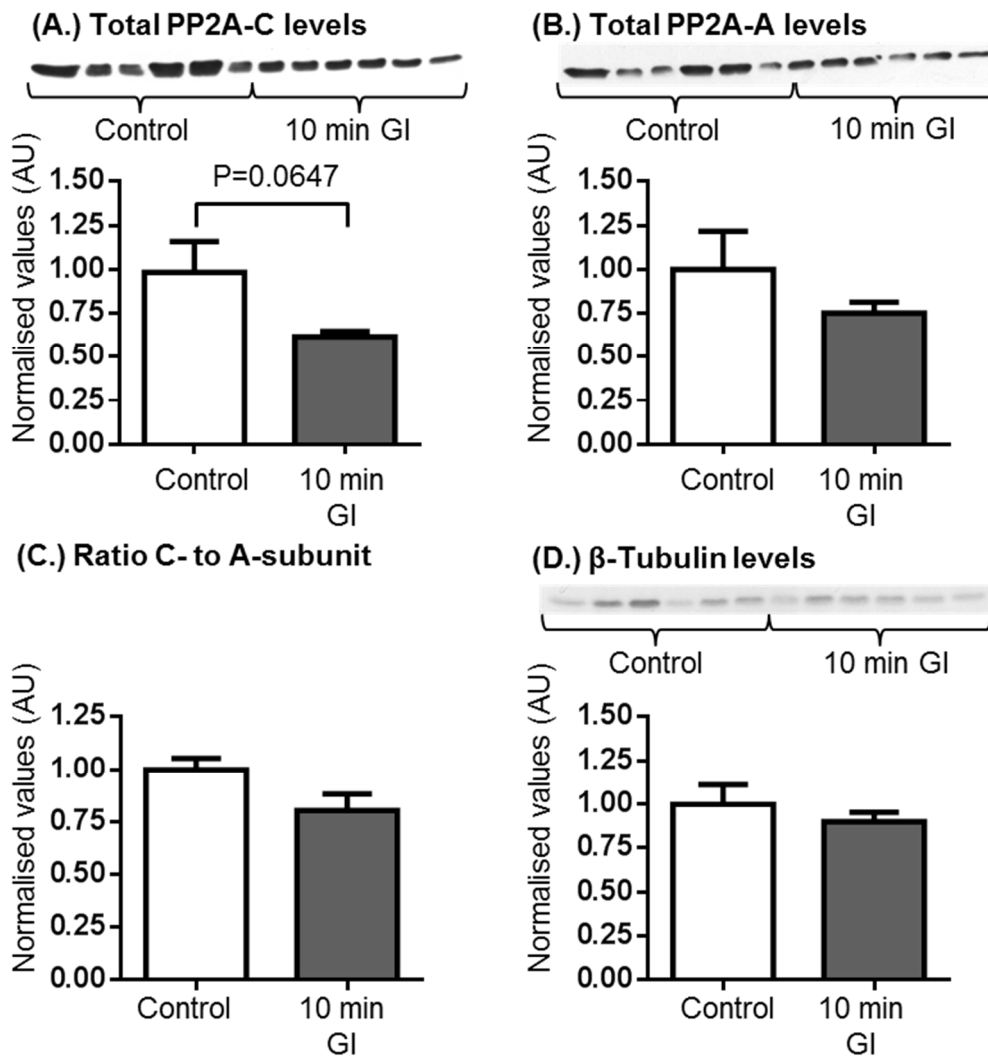 (A.) Total PP2A-C levels
Control
10 min GI
Normalised values (AU)
1.50
1.25
1.00
0.75
0.50
0.25
0.00
P=0.0647
Control
10 min
GI
(B.) Total PP2A-A levels
Control
10 min GI
Normalised values (AU)
1.50
1.25
1.00
0.75
0.50
0.25
0.00
Control
10 min
GI
(C.) Ratio C- to A-subunit
Normalised values (AU)
1.25
1.00
0.75
0.50
0.25
0.00
Control
10 min
GI
(D.) β-Tubulin levels
Control
10 min GI
Normalised values (AU)
1.50
1.25
1.00
0.75
0.50
0.25
0.00
Control
10 min
GI